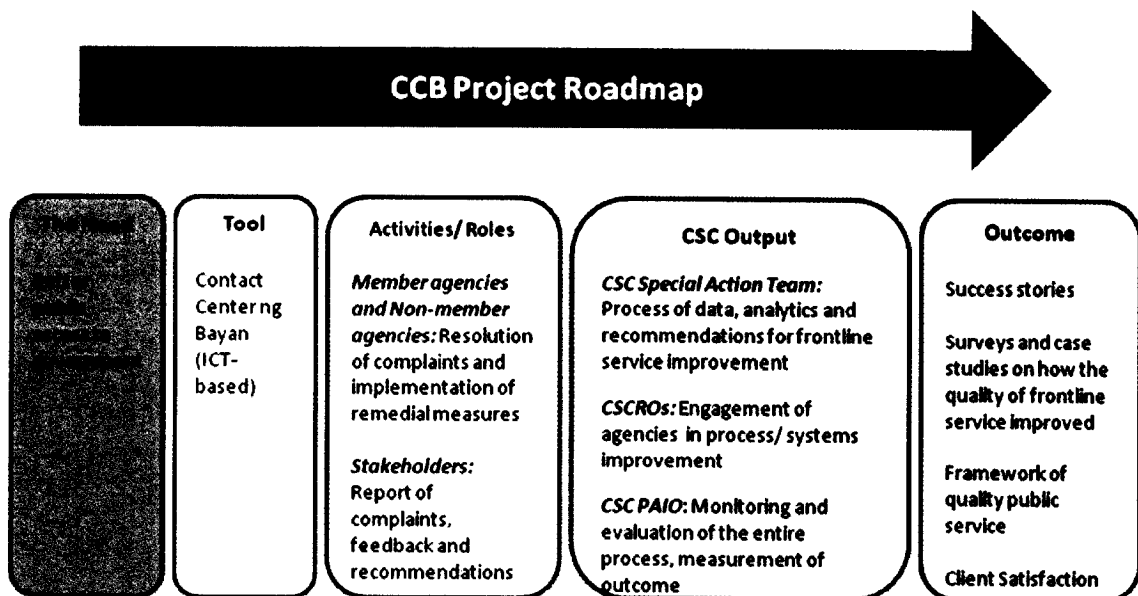 CCB Project Roadmap
Tool
Contact
Center ng
Bayan
(ICT-
based)
Activities/ Roles
Member agencies
and Non-member
agencies: Resolution
of complaints and
implementation of
remedial measures
Stakeholders:
Report of
complaints,
feedback and
recommendations
CSC Output
CSC Special Action Team:
Process of data, analytics and
recommendations for frontline
service improvement
CSCROs: Engagement of
agencies in process/ systems
improvement
CSC PAIO: Monitoring and
evaluation of the entire
process, measurement of
outcome
Outcome
Success stories
Surveys and case
studies on how the
quality of frontline
service improved
Framework of
quality public
service
Client Satisfaction